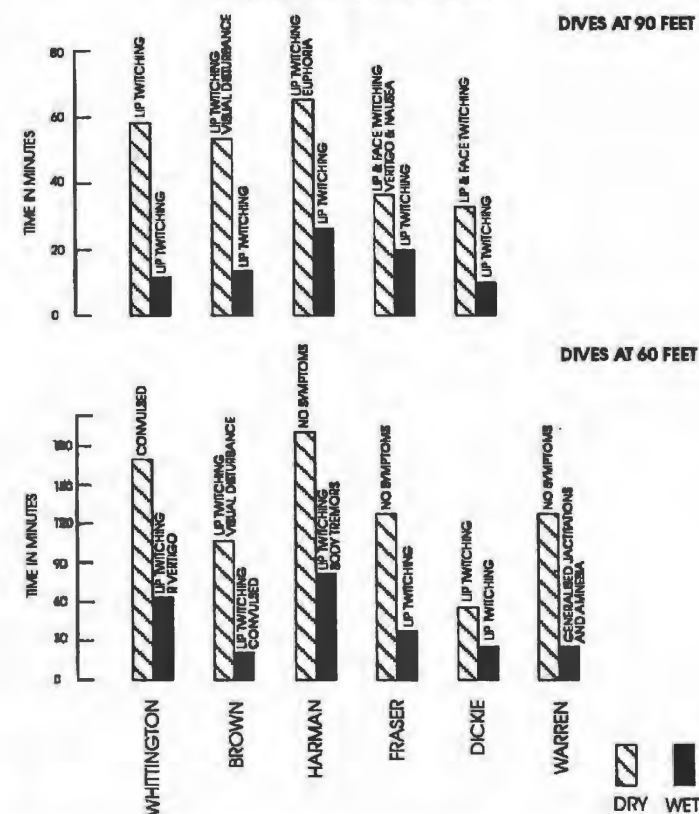 DIVES AT 90 FEET
TIME IN MINUTES
80
60
40
20
0
LIP TWITCHING
LIP TWITCHING
LIP TWITCHING
VISUAL DISTURBANCE
LIP TWITCHING
LIP TWITCHING
EUPHORIA
LIP TWITCHING
LIP & FACE TWITCHING
VERTIGO & NAUSEA
LIP TWITCHING
LIP & FACE TWITCHING
LIP TWITCHING
DIVES AT 60 FEET
TIME IN MINUTES
180
120
90
60
30
0
CONVULSED
LIP TWITCHING
R VERTIGO
LIP TWITCHING
VISUAL DISTURBANCE
LIP TWITCHING
CONVULSED
NO SYMPTOMS
LIP TWITCHING
BODY TREMORS
NO SYMPTOMS
LIP TWITCHING
LIP TWITCHING
LIP TWITCHING
NO SYMPTOMS
GENERALISED JACTITATIONS
AND AMNESIA
WHITTINGTON
BROWN
HARMAN
FRASER
DICKIE
WARREN
DRY WET